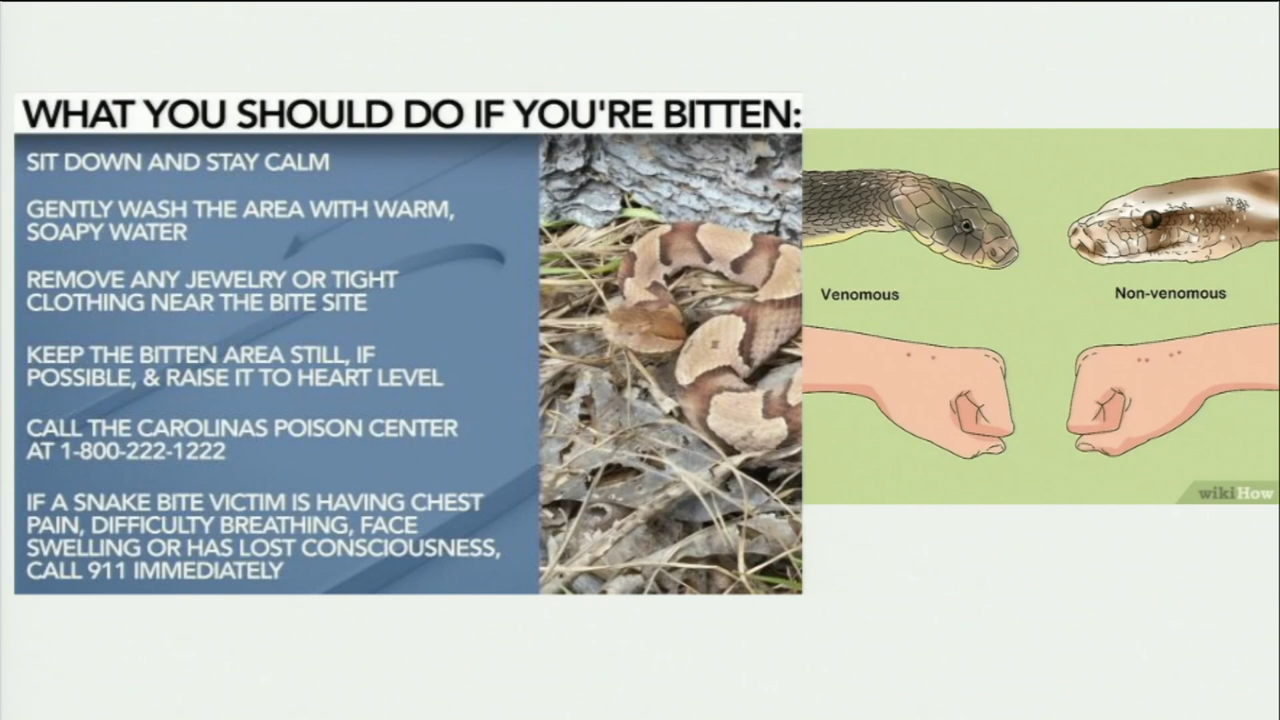 WHAT YOU SHOULD DO IF YOU'RE BITTEN:
SIT DOWN AND STAY CALM
GENTLY WASH THE AREA WITH WARM,
SOAPY WATER
REMOVE ANY JEWELRY OR TIGHT
CLOTHING NEAR THE BITE SITE
KEEP THE BITTEN AREA STILL, IF
POSSIBLE, & RAISE IT TO HEART LEVEL
CALL THE CAROLINAS POISON CENTER
AT 1-800-222-1222
IF A SNAKE BITE VICTIM IS HAVING CHEST
PAIN, DIFFICULTY BREATHING, FACE
SWELLING OR HAS LOST CONSCIOUSNESS,
CALL 911 IMMEDIATELY
Venomous
Non-venomous
wikiHow